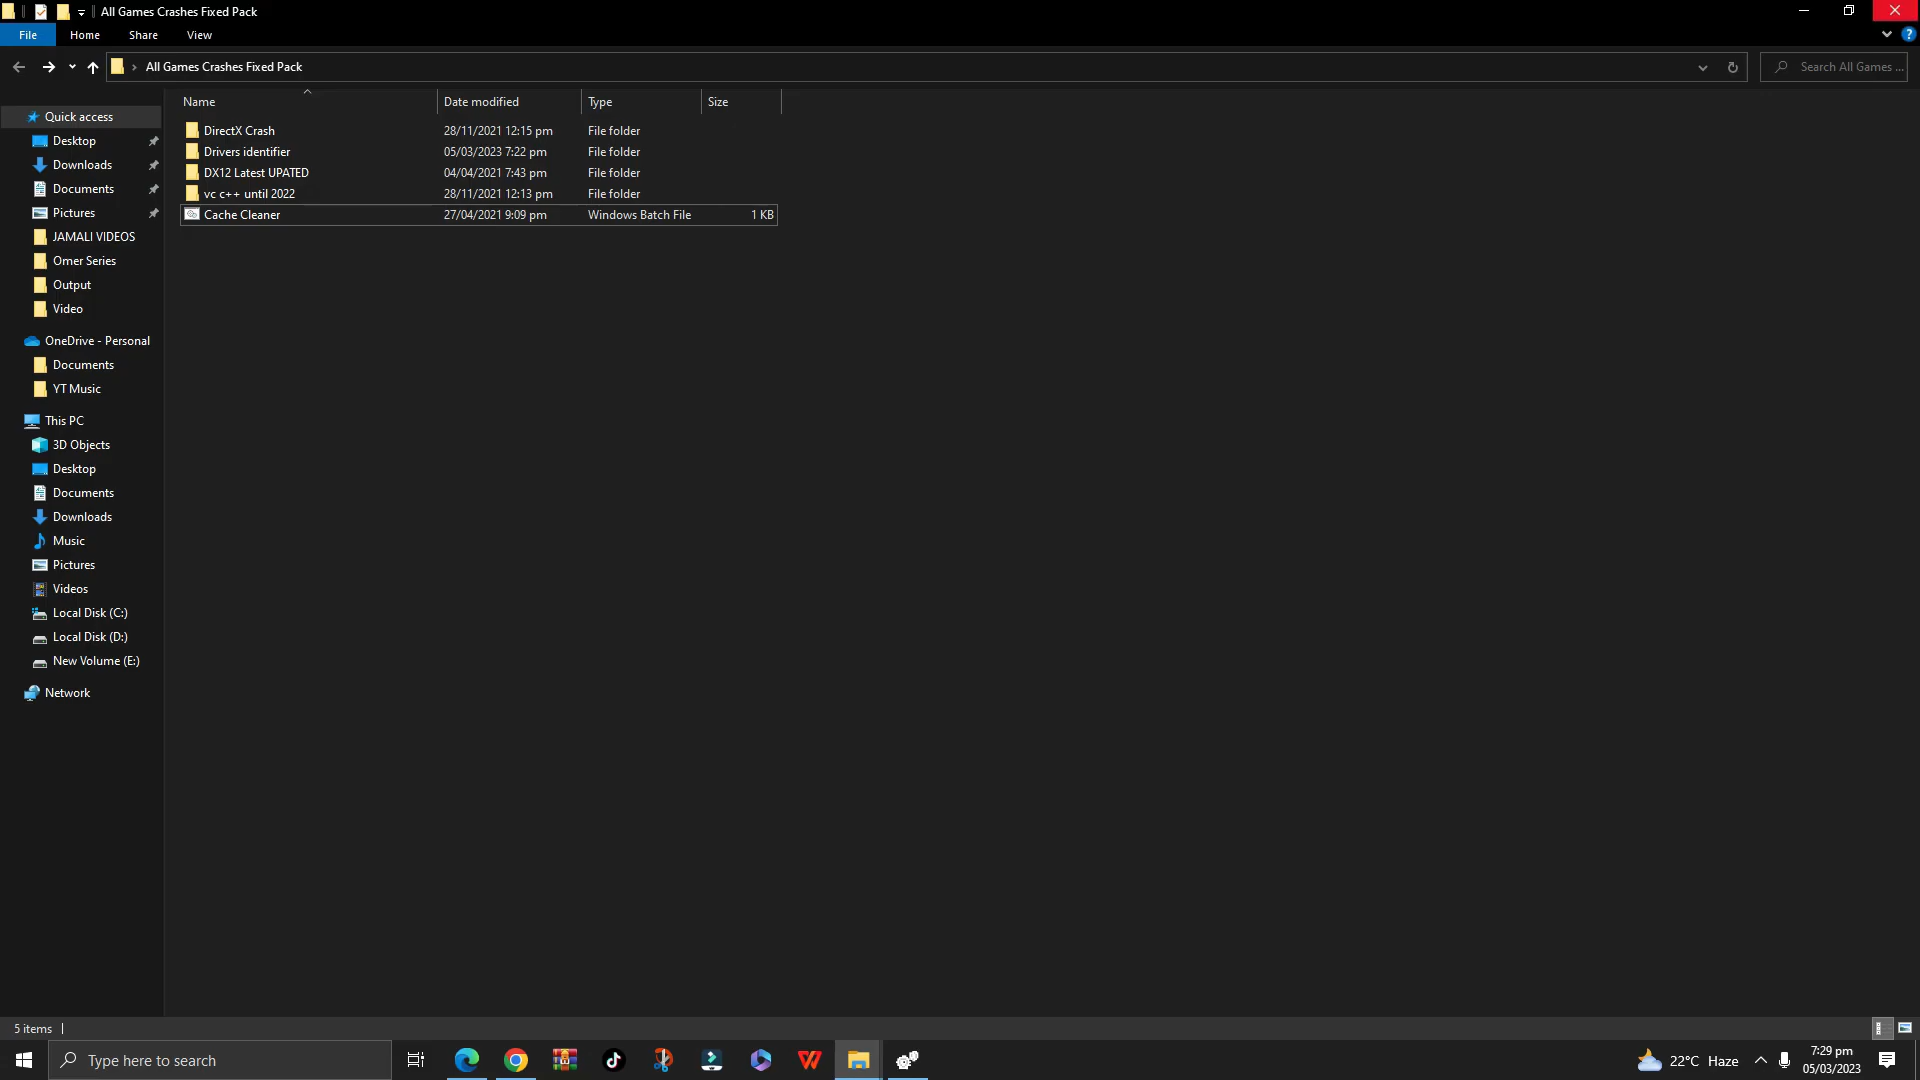 All Games Crashes Fixed Pack
File Home Share View
All Games Crashes Fixed Pack
Search All Games ...
Name Date modified Type Size
DirectX Crash 28/11/2021 12:15 pm File folder
Drivers identifier 05/03/2023 7:22 pm File folder
DX12 Latest UPATED 04/04/2021 7:43 pm File folder
vc c++ until 2022 28/11/2021 12:13 pm File folder
Cache Cleaner 27/04/2021 9:09 pm Windows Batch File 1 KB
Quick access
Desktop
Downloads
Documents
Pictures
JAMALI VIDEOS
Omer Series
Output
Video
OneDrive - Personal
Documents
YT Music
This PC
3D Objects
Desktop
Documents
Downloads
Music
Pictures
Videos
Local Disk (C:)
Local Disk (D:)
New Volume (E:)
Network
5 items
Type here to search
22°C Haze
7:29 pm
05/03/2023